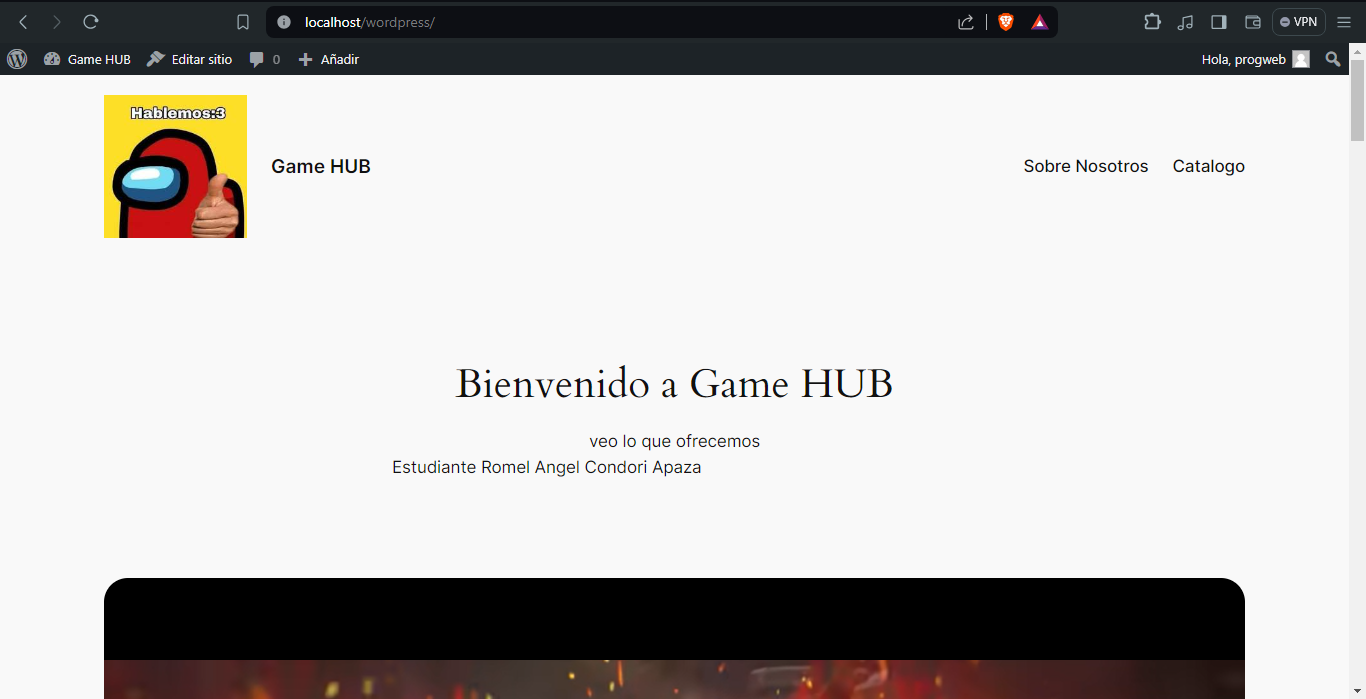 localhost/wordpress/
VPN
Game HUB
Editar sitio
0
Añadir
Hola, progweb
Hablemos:3
Game HUB
Sobre Nosotros
Catalogo
Bienvenido a Game HUB
veo lo que ofrecemos
Estudiante Romel Angel Condori Apaza